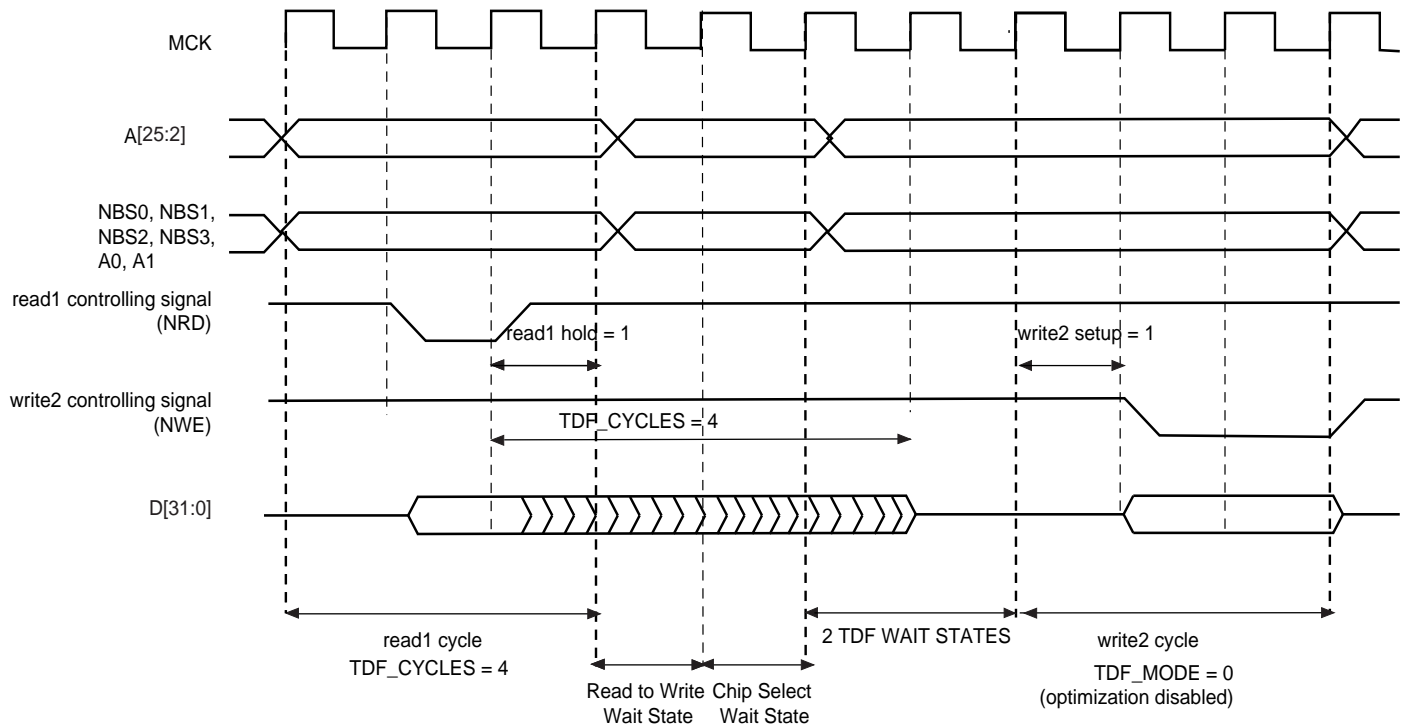 MCK
A[25:2]
NBS0, NBS1,
NBS2, NBS3,
A0, A1
read1 controlling signal
(NRD)
read1 hold = 1
write2 setup = 1
write2 controlling signal
(NWE)
TDF_CYCLES = 4
D[31:0]
read1 cycle
TDF_CYCLES = 4
2 TDF WAIT STATES
write2 cycle
TDF_MODE = 0
(optimization disabled)
Read to Write
Wait State
Chip Select
Wait State